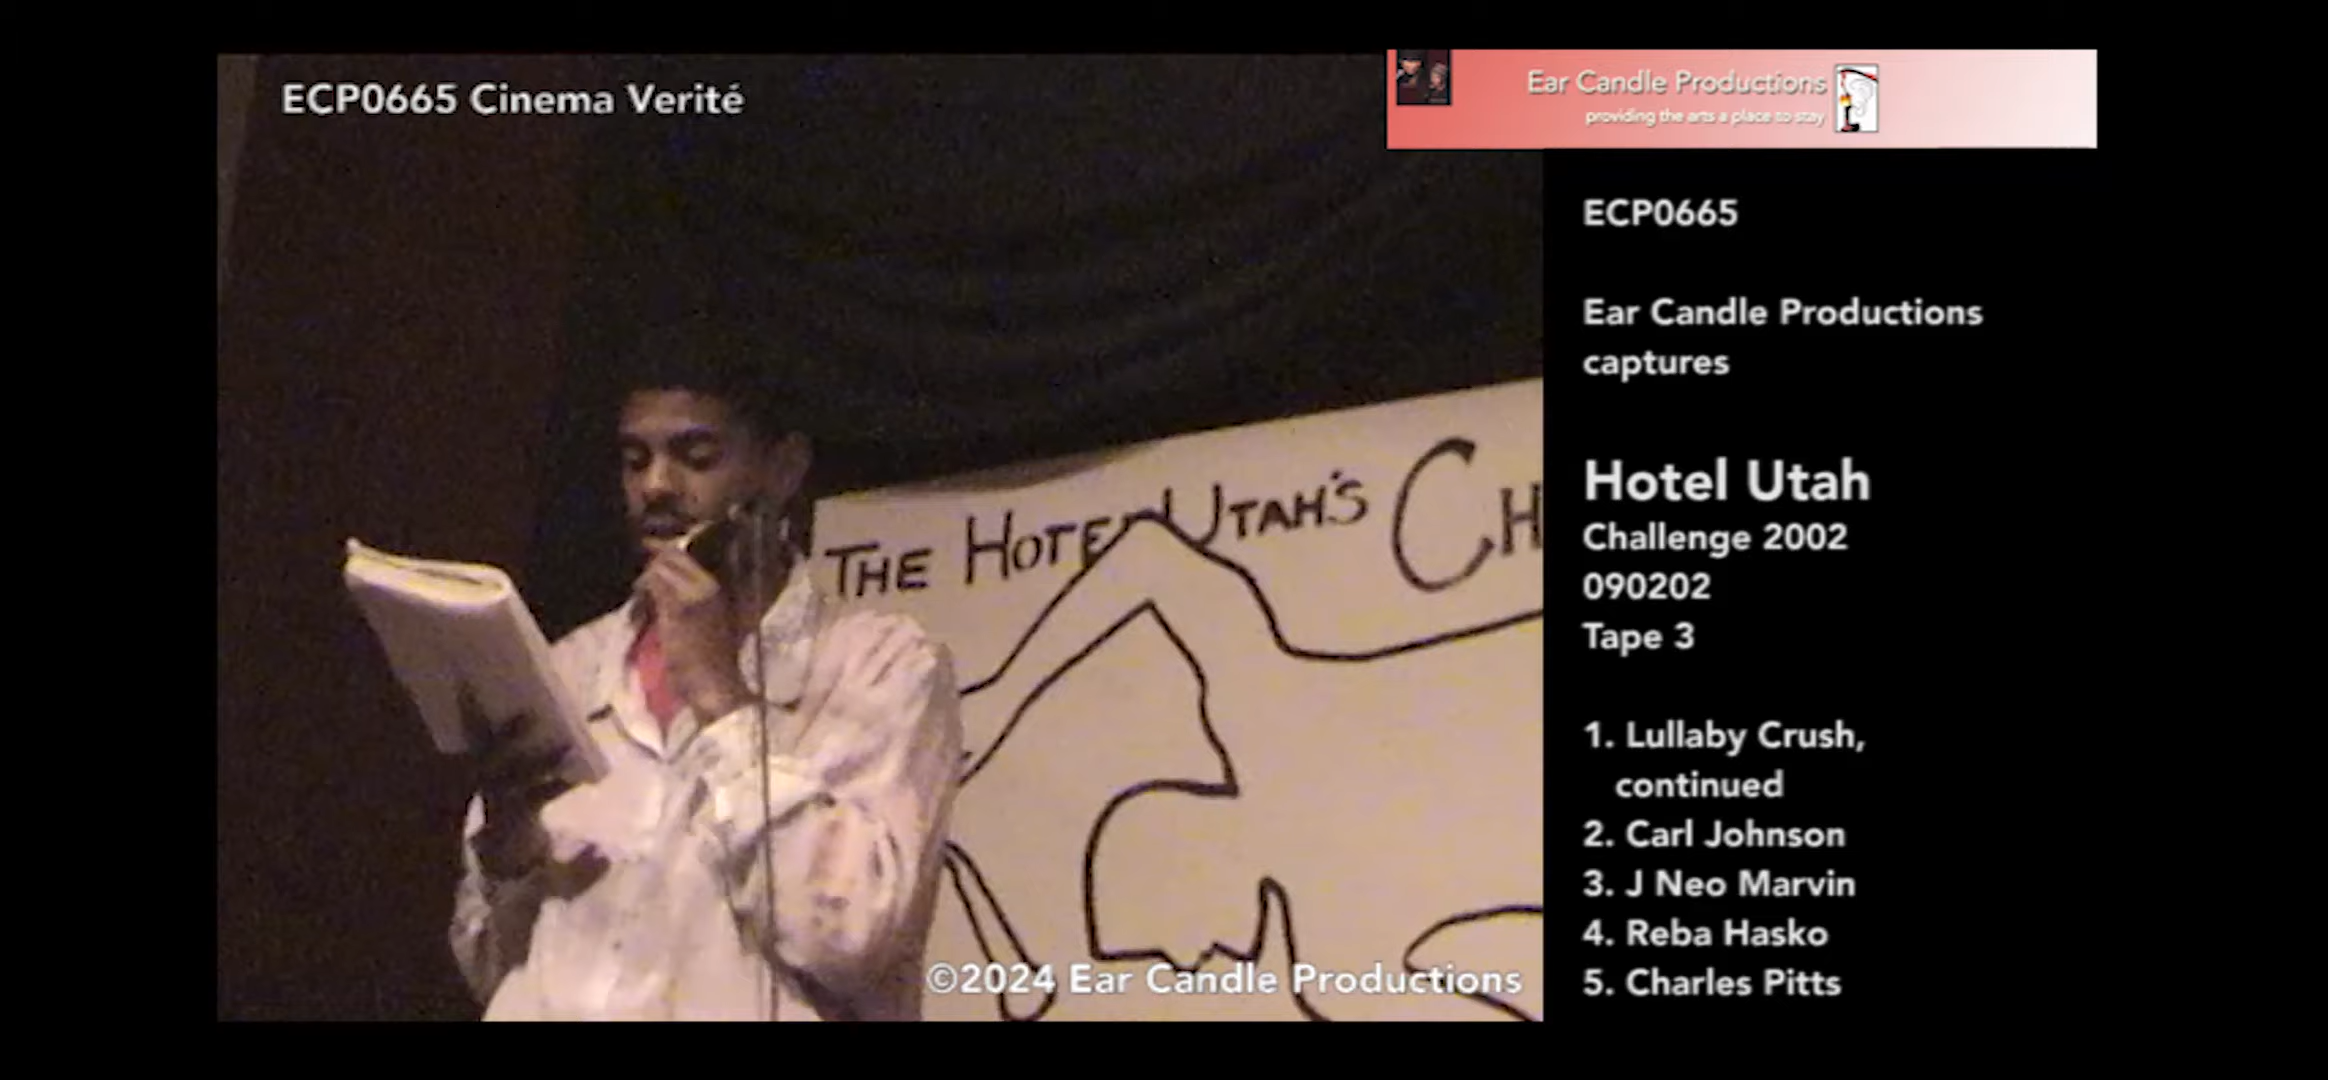 ECP0665 Cinema Verité
Ear Candle Productions
providing the arts a place to stay
THE HOTEL UTAH'S CH
©2024 Ear Candle Productions
ECP0665
Ear Candle Productions
captures
Hotel Utah
Challenge 2002
090202
Tape 3
1. Lullaby Crush,
continued
2. Carl Johnson
3. J Neo Marvin
4. Reba Hasko
5. Charles Pitts